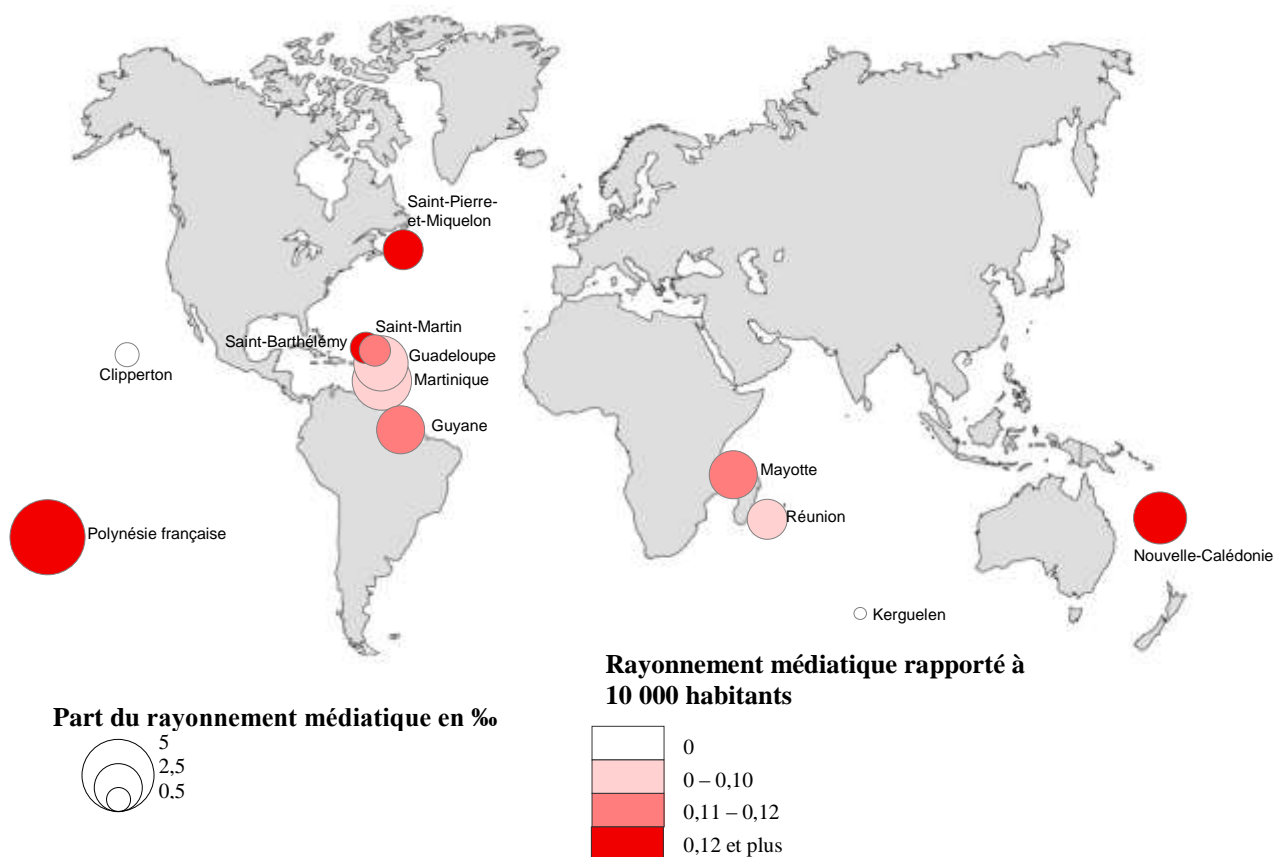 Saint-Pierre-
et-Miquelon
Saint-Martin
Saint-Barthélémy
Guadeloupe
Clipperton
Martinique
Guyane
Mayotte
Réunion
Polynésie française
Nouvelle-Calédonie
Kerguelen
Rayonnement médiatique rapporté à
10 000 habitants
Part du rayonnement médiatique en ‰
5
2,5
0,5
0
0 – 0,10
0,11 – 0,12
0,12 et plus